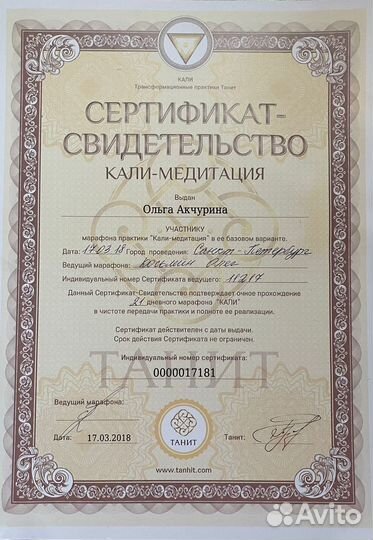 КАЛИ
Трансформационные практики Танит
СЕРТИФИКАТ-
СВИДЕТЕЛЬСТВО
КАЛИ-МЕДИТАЦИЯ
Выдан
Ольга Акчурина
УЧАСТНИКУ
марафона практики "Кали-медитация" в ее базовом варианте.
Дата: 17.03.18 Город проведения: Санкт-Петербург
Ведущий марафона:
Индивидуальный номер Сертификата ведущего: 11217
Данный Сертификат-Свидетельство подтверждает очное прохождение
21 дневного марафона "КАЛИ"
в чистоте передачи практики и полноте ее реализации.
Сертификат действителен с даты выдачи.
Срок действия Сертификата не ограничен.
ТАНИТ
Индивидуальный номер сертификата:
0000017181
Ведущий марафона:
Дата: 17.03.2018
ТАНИТ
Танит:
www.tanhit.com
Avito